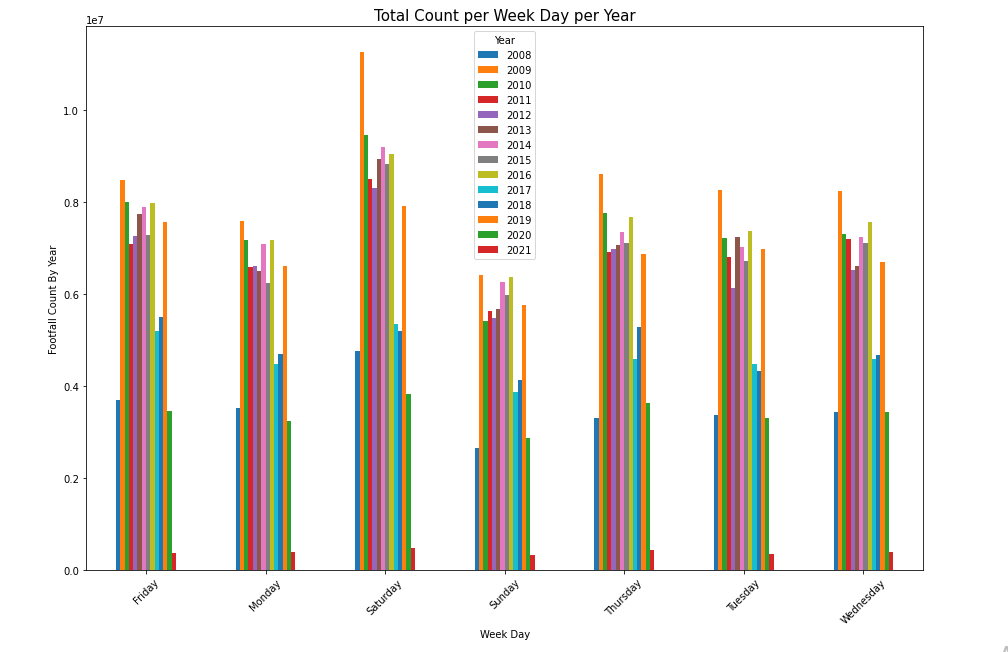 Total Count per Week Day per Year
1e7
Year
2008
2009
2010
2011
2012
2013
2014
2015
2016
2017
2018
2019
2020
2021
1.0
0.8
0.6
0.4
0.2
0.0
Footfall Count By Year
Friday
Monday
Saturday
Sunday
Thursday
Tuesday
Wednesday
Week Day